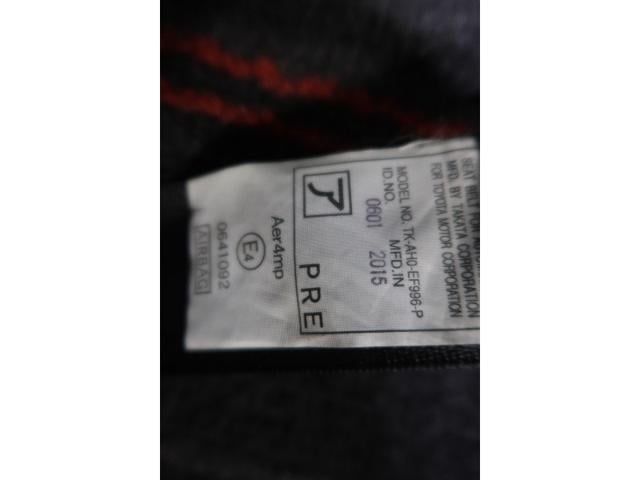 SEAT BELT FOR
MFD. BY TAKATA CORPORATION
FOR TOYOTA MOTOR CORPORATION
MODEL NO. TK-AH0-EF996-P
ID.NO. MFD.IN
0601 2015
ア PRE
Aer4mp
E4
0641092
AIRBAG